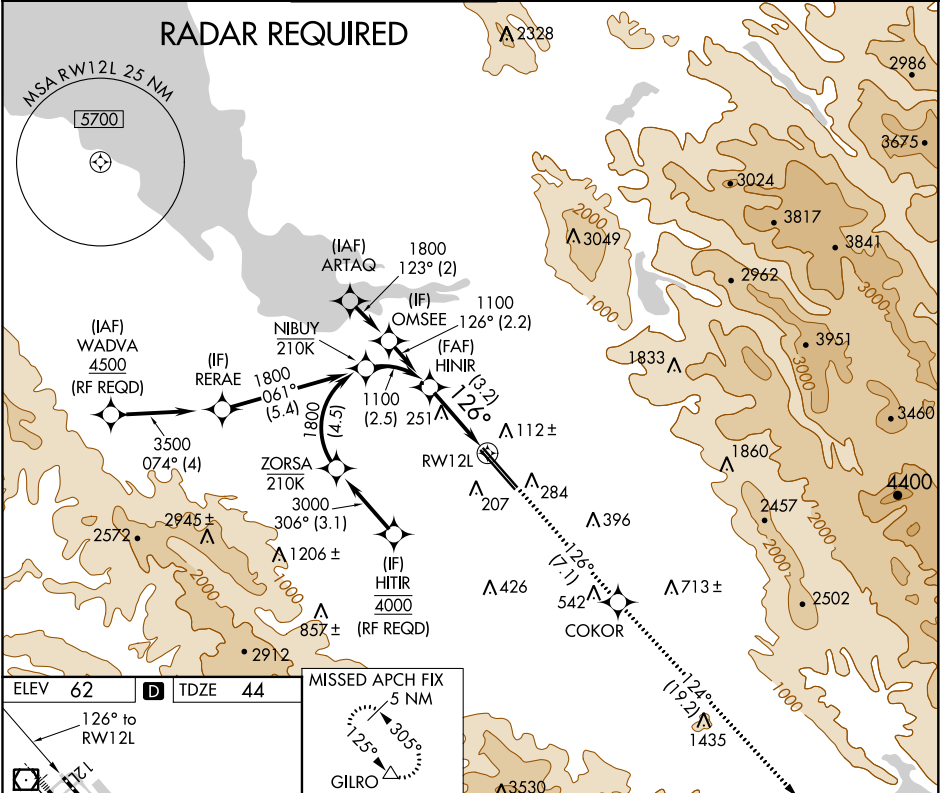 RADAR REQUIRED
2328
2986
MSA RW12L 25 NM
5700
3675
3024
2000
3817
3049
3841
(IAF)
ARTAQ
1800
123° (2)
2962
3000
1000
(IF)
OMSEE
1100
126° (2.2)
NIBUY
210K
(FAF)
HINIR
(IAF)
WADVA
4500
(RF REQD)
(IF)
RERAE
3951
3000
1833
1800
061°
(5.4)
(3.2)
126°
1100
(2.5)
251
3460
1800
(4.5)
112±
3500
074° (4)
RW12L
1860
ZORSA
210K
4400
207
284
2457
2000
3000
306° (3.1)
396
2945±
2572
1206±
126°
(7.1)
2000
1000
2000
(IF)
HITIR
4000
(RF REQD)
426
542
713±
2502
COKOR
857±
2912
1000
ELEV 62
D
TDZE 44
MISSED APCH FIX
5 NM
124°
(19.2)
126° to
RW12L
305°
125°
1435
12L
GILRO
3530